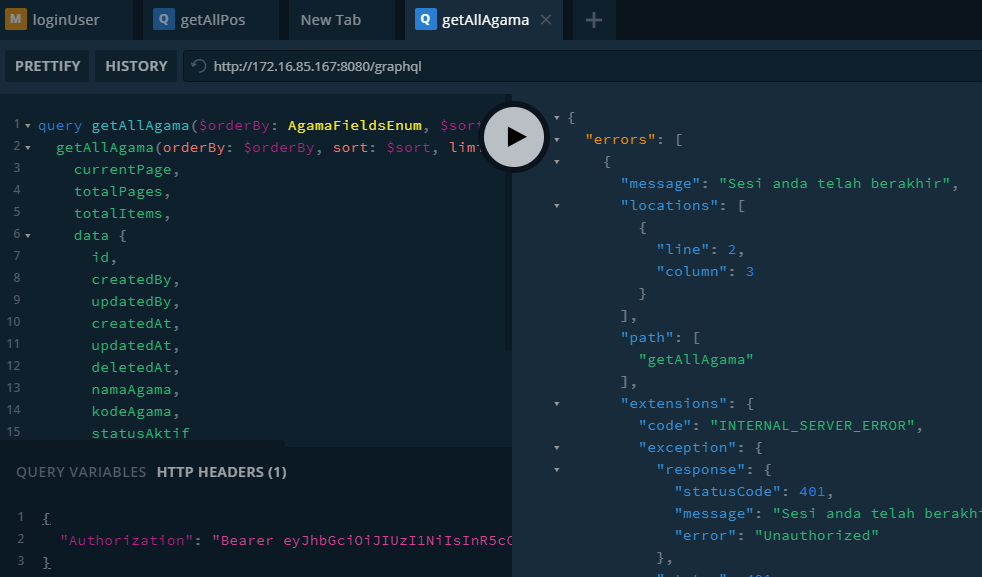 M loginUser
Q getAllPos
New Tab
Q getAllAgama ×
+
PRETTIFY HISTORY http://172.16.85.167:8080/graphql
1 query getAllAgama($orderBy: AgamaFieldsEnum, $sort
2 getAllAgama(orderBy: $orderBy, sort: $sort, lim
3 currentPage,
4 totalPages,
5 totalItems,
6 data {
7 id,
8 createdBy,
9 updatedBy,
10 createdAt,
11 updatedAt,
12 deletedAt,
13 namaAgama,
14 kodeAgama,
15 statusAktif
QUERY VARIABLES HTTP HEADERS (1)
1 {
2 "Authorization": "Bearer eyJhbGciOiJIUzI1NiIsInR5cC
3 }
{
"errors": [
{
"message": "Sesi anda telah berakhir",
"locations": [
{
"line": 2,
"column": 3
}
],
"path": [
"getAllAgama"
],
"extensions": {
"code": "INTERNAL_SERVER_ERROR",
"exception": {
"response": {
"statusCode": 401,
"message": "Sesi anda telah berakhi
"error": "Unauthorized"
},